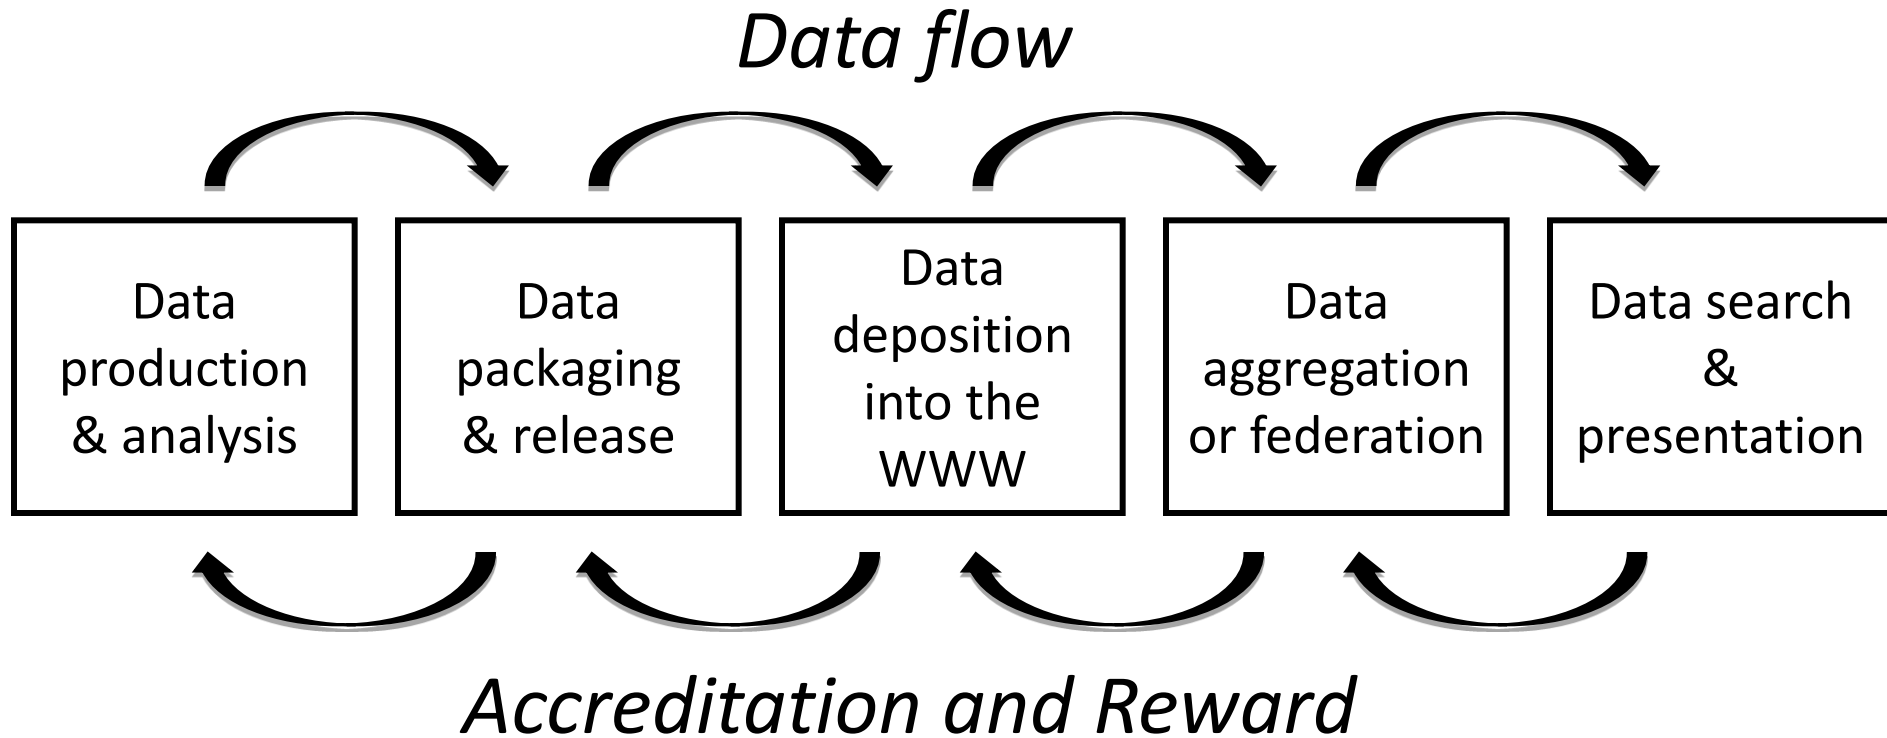 Data flow
Data
production
& analysis
Data
packaging
& release
Data
deposition
into the
WWW
Data
aggregation
or federation
Data search
&
presentation
Accreditation and Reward